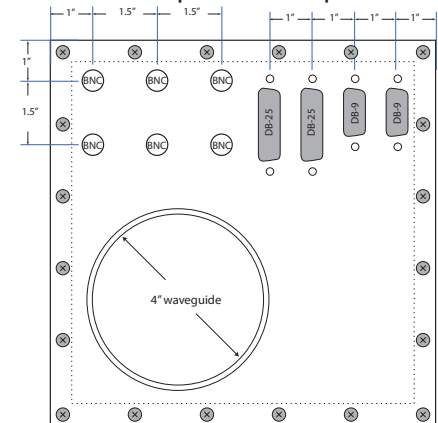 1” 1.5” 1.5” 1” 1” 1” 1”
1”
1.5”
BNC BNC BNC
DB-25 DB-25 DB-9 DB-9
BNC BNC BNC
4” waveguide